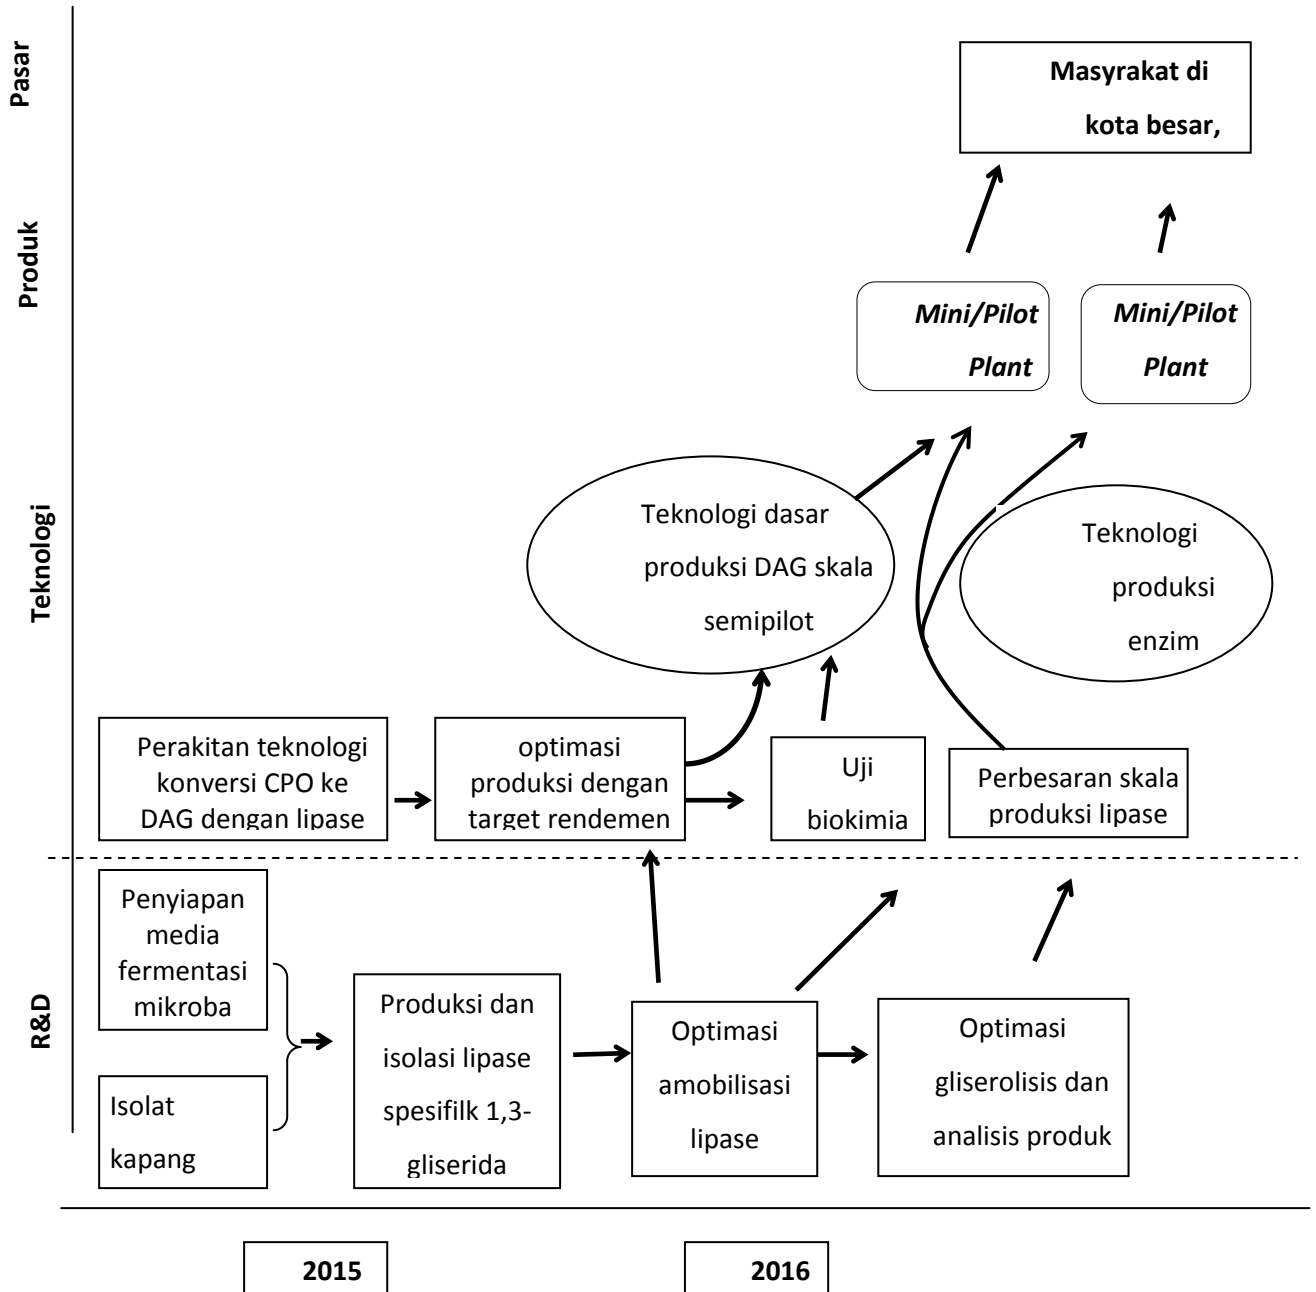 Pasar
Masyrakat di
kota besar,
Produk
Mini/Pilot
Plant
Mini/Pilot
Plant
Teknologi
Teknologi dasar
produksi DAG skala
semipilot
Teknologi
produksi
enzim
Perakitan teknologi
konversi CPO ke
DAG dengan lipase
optimasi
produksi dengan
target rendemen
Uji
biokimia
Perbesaran skala
produksi lipase
R&D
Penyiapan
media
fermentasi
mikroba
Isolat
kapang
Produksi dan
isolasi lipase
spesifilk 1,3-
gliserida
Optimasi
amobilisasi
lipase
Optimasi
gliserolisis dan
analisis produk
2015
2016